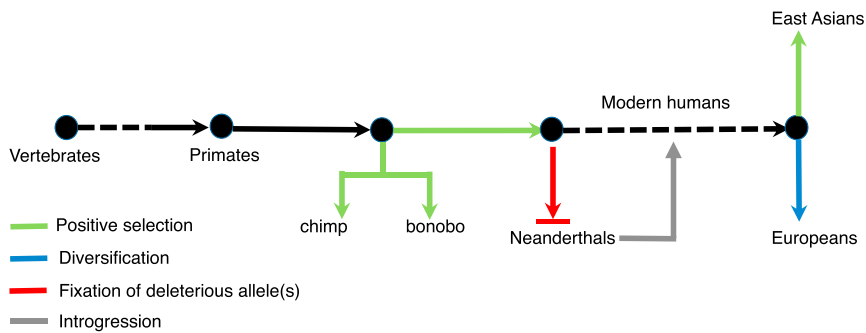 East Asians
Modern humans
Vertebrates
Primates
chimp
bonobo
Neanderthals
Europeans
Positive selection
Diversification
Fixation of deleterious allele(s)
Introgression